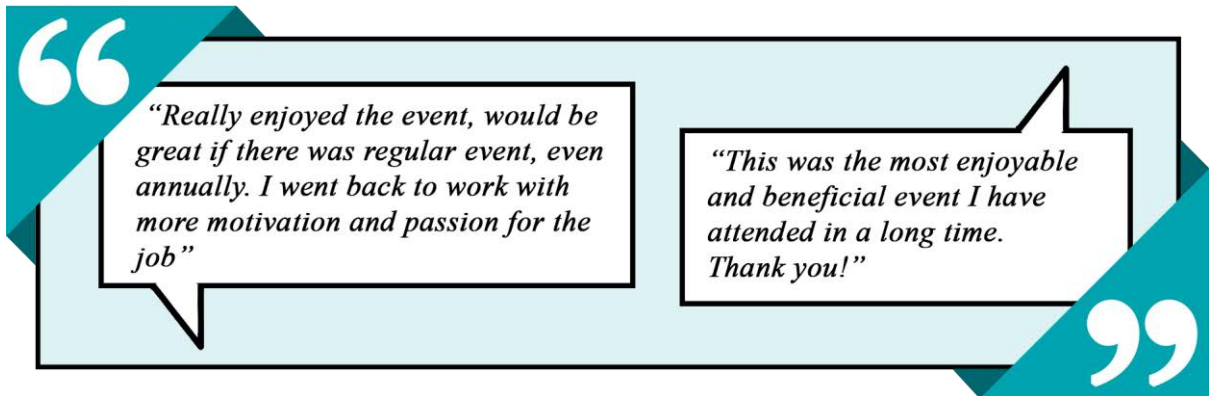 “Really enjoyed the event, would be
great if there was regular event, even
annually. I went back to work with
more motivation and passion for the
job”
“This was the most enjoyable
and beneficial event I have
attended in a long time.
Thank you!”